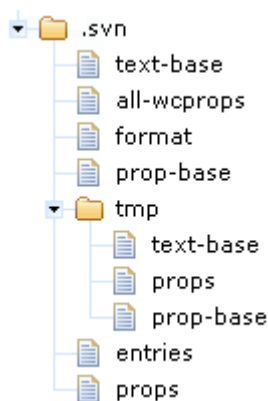 .svn
text-base
all-wcprops
format
prop-base
tmp
text-base
props
prop-base
entries
props